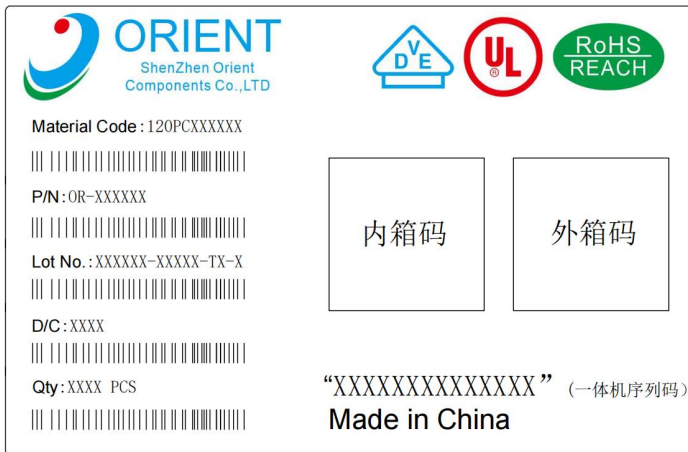 ORIENT
ShenZhen Orient
Components Co.,LTD
V
D E
UL
®
RoHS
REACH
Material Code:120PCXXXXXX
P/N:OR-XXXXXX
Lot No.:XXXXXX-XXXXX-TX-X
D/C:XXXX
Qty:XXXX PCS
内箱码
外箱码
“XXXXXXXXXXXXXX”(一体机序列码)
Made in China